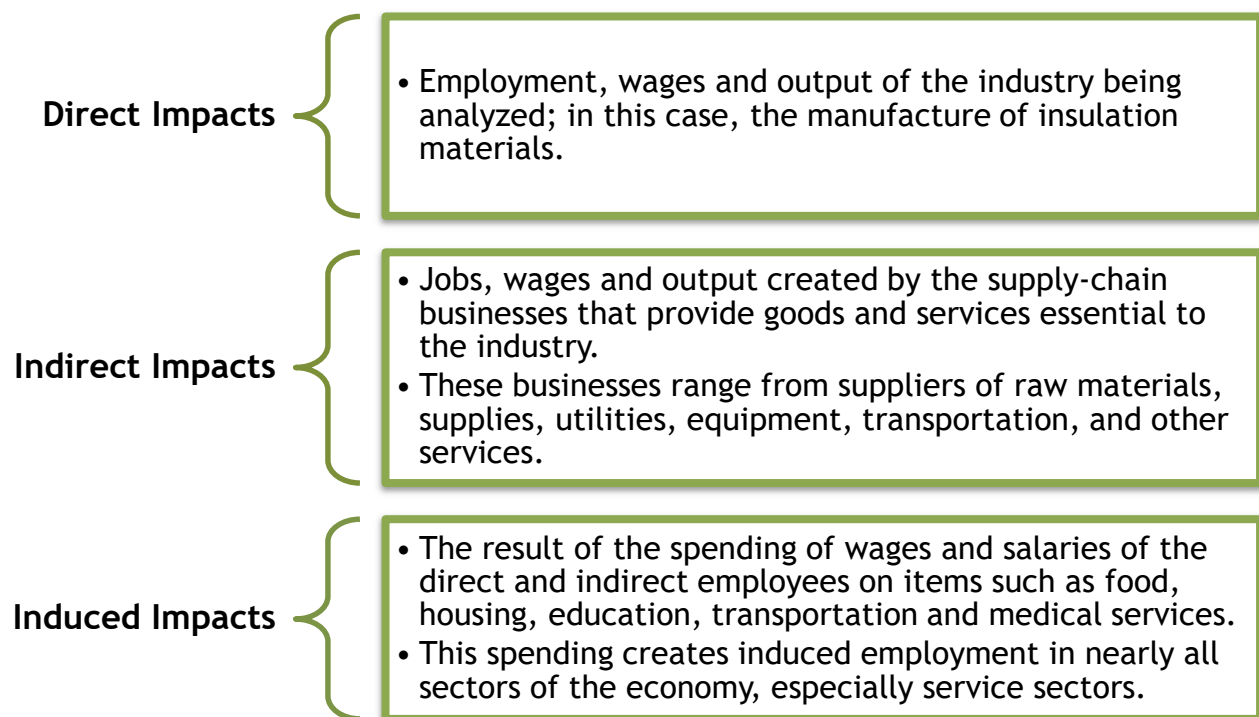 Direct Impacts
• Employment, wages and output of the industry being
analyzed; in this case, the manufacture of insulation
materials.
Indirect Impacts
• Jobs, wages and output created by the supply-chain
businesses that provide goods and services essential to
the industry.
• These businesses range from suppliers of raw materials,
supplies, utilities, equipment, transportation, and other
services.
Induced Impacts
• The result of the spending of wages and salaries of the
direct and indirect employees on items such as food,
housing, education, transportation and medical services.
• This spending creates induced employment in nearly all
sectors of the economy, especially service sectors.